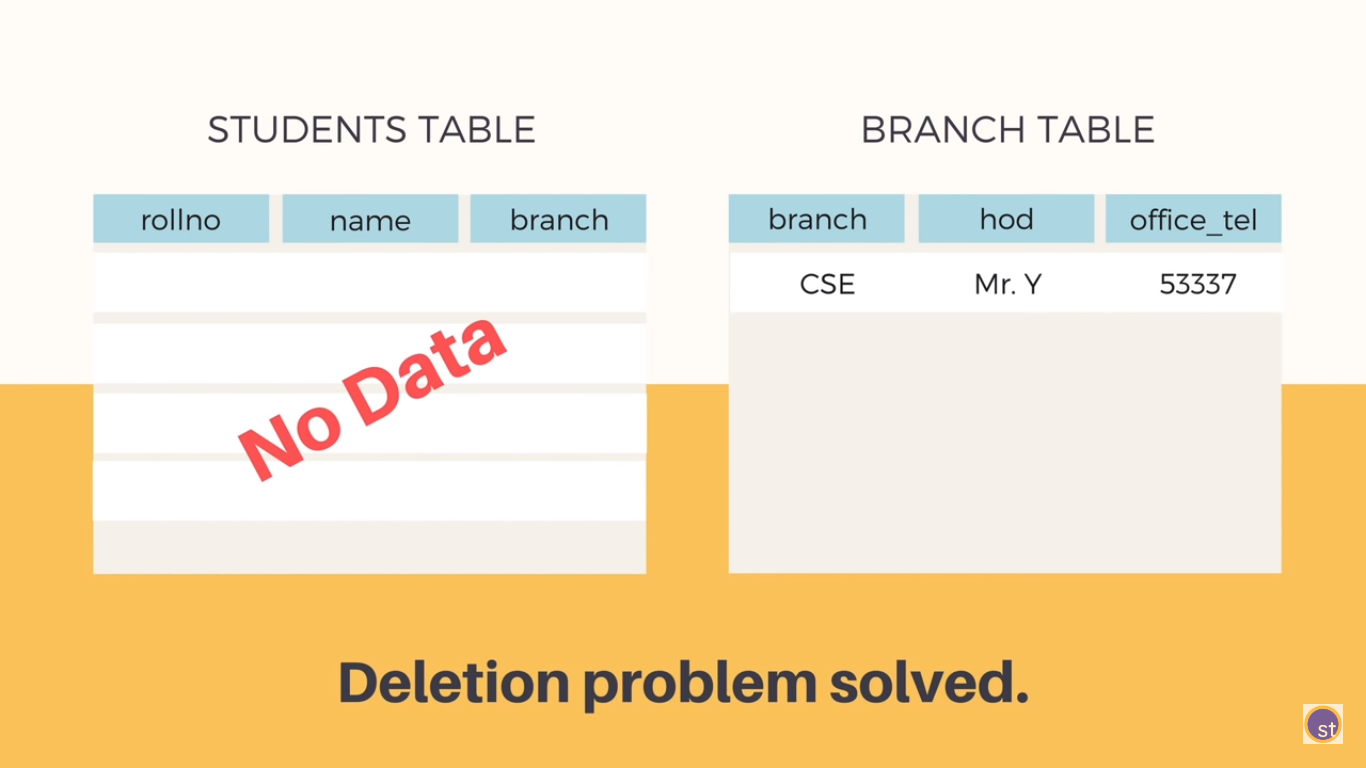 STUDENTS TABLE
rollno name branch
No Data
BRANCH TABLE
branch hod office_tel
CSE Mr. Y 53337
Deletion problem solved.
st